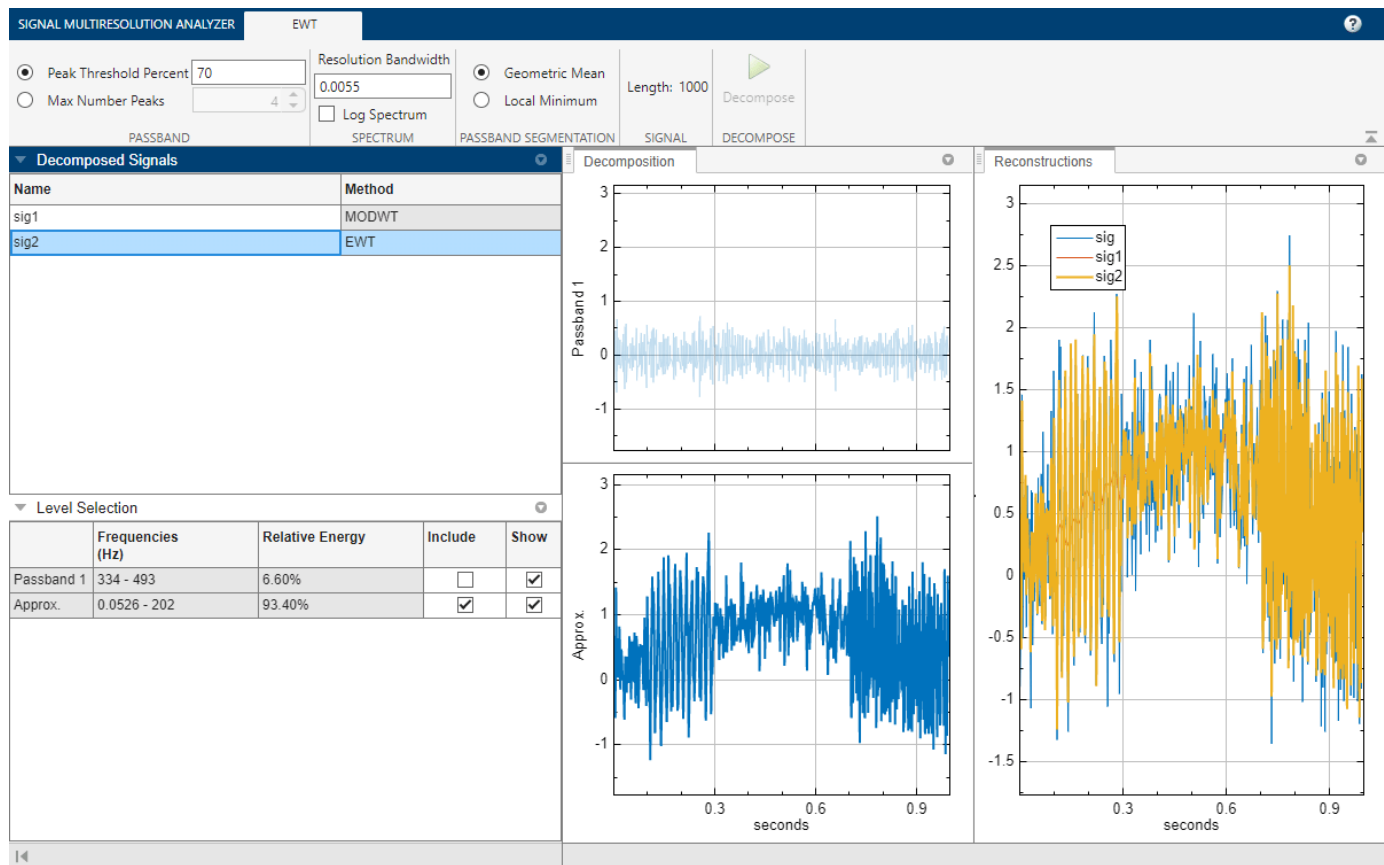 SIGNAL MULTIRESOLUTION ANALYZER EWT ?
Peak Threshold Percent 70 Resolution Bandwidth Geometric Mean
Max Number Peaks 4 0.0055 Local Minimum Length: 1000 Decompose
Log Spectrum
PASSBAND SPECTRUM PASSBAND SEGMENTATION SIGNAL DECOMPOSE
Decomposed Signals
Name Method
sig1 MODWT
sig2 EWT
Level Selection
Frequencies (Hz) Relative Energy Include Show
Passband 1 334 - 493 6.60%
Approx. 0.0526 - 202 93.40%
Decomposition
3
2
1
0
-1
Passband 1
3
2
1
0
-1
Approx.
0.3 0.6 0.9
seconds
Reconstructions
sig
sig1
sig2
3
2.5
2
1.5
1
0.5
0
-0.5
-1
-1.5
0.3 0.6 0.9
seconds